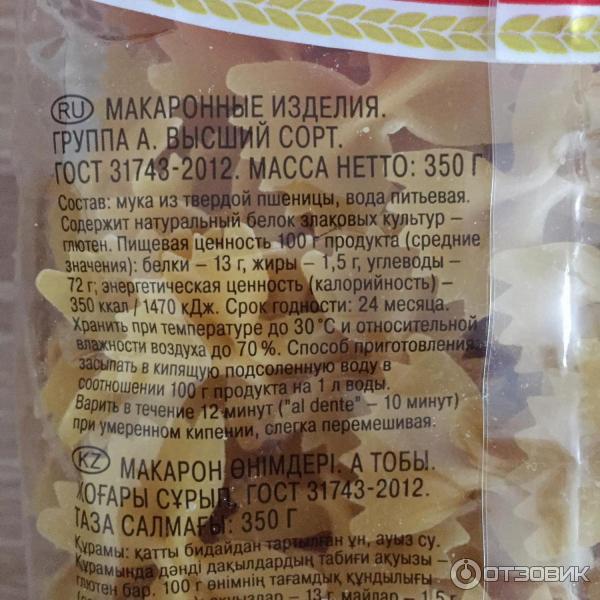 RU МАКАРОННЫЕ ИЗДЕЛИЯ.
ГРУППА А. ВЫСШИЙ СОРТ.
ГОСТ 31743-2012. МАССА НЕТТО: 350 Г
Состав: мука из твердой пшеницы, вода питьевая.
Содержит натуральный белок злаковых культур –
глютен. Пищевая ценность 100 г продукта (средние
значения): белки – 13 г, жиры – 1,5 г, углеводы –
72 г; энергетическая ценность (калорийность) –
350 ккал / 1470 кДж. Срок годности: 24 месяца.
Хранить при температуре до 30 °С и относительной
влажности воздуха до 70 %. Способ приготовления:
засыпать в кипящую подсоленную воду в
соотношении 100 г продукта на 1 л воды.
Варить в течение 12 минут ("al dente" – 10 минут)
при умеренном кипении, слегка перемешивая.
KZ МАКАРОН ӨНІМДЕРІ. А ТОБЫ.
ЖОҒАРЫ СҰРЫП. ГОСТ 31743-2012.
ТАЗА САЛМАҒЫ: 350 Г
Құрамы: қатты бидайдан тартылған ұн, ауыз су.
Құрамында дәнді дақылдардың табиғи ақуызы –
глютен бар. 100 г өнімнің тағамдық құндылығы
ақуыздар – 13 г, майлар – 1,5 г,
ОТЗОВИК